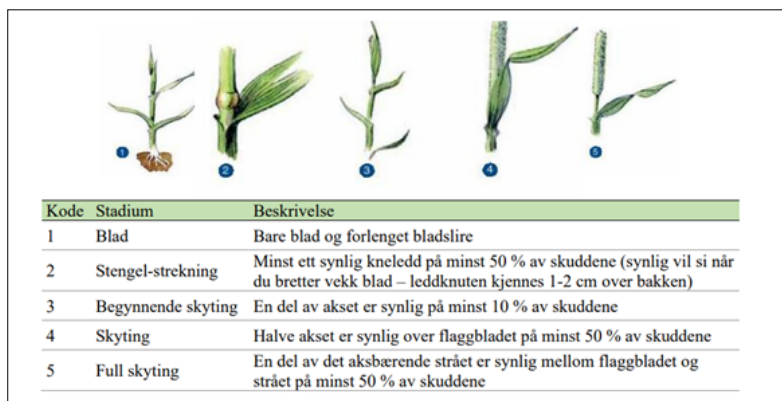 1
2
3
4
5
Kode Stadium Beskrivelse
1 Blad Bare blad og forlenget bladslire
2 Stengel-strekning Minst ett synlig kneledd på minst 50 % av skuddene (synlig vil si når
du bretter vekk blad – leddknuten kjennes 1-2 cm over bakken)
3 Begynnende skyting En del av akset er synlig på minst 10 % av skuddene
4 Skyting Halve akset er synlig over flaggbladet på minst 50 % av skuddene
5 Full skyting En del av det aksbærende strået er synlig mellom flaggbladet og
strået på minst 50 % av skuddene